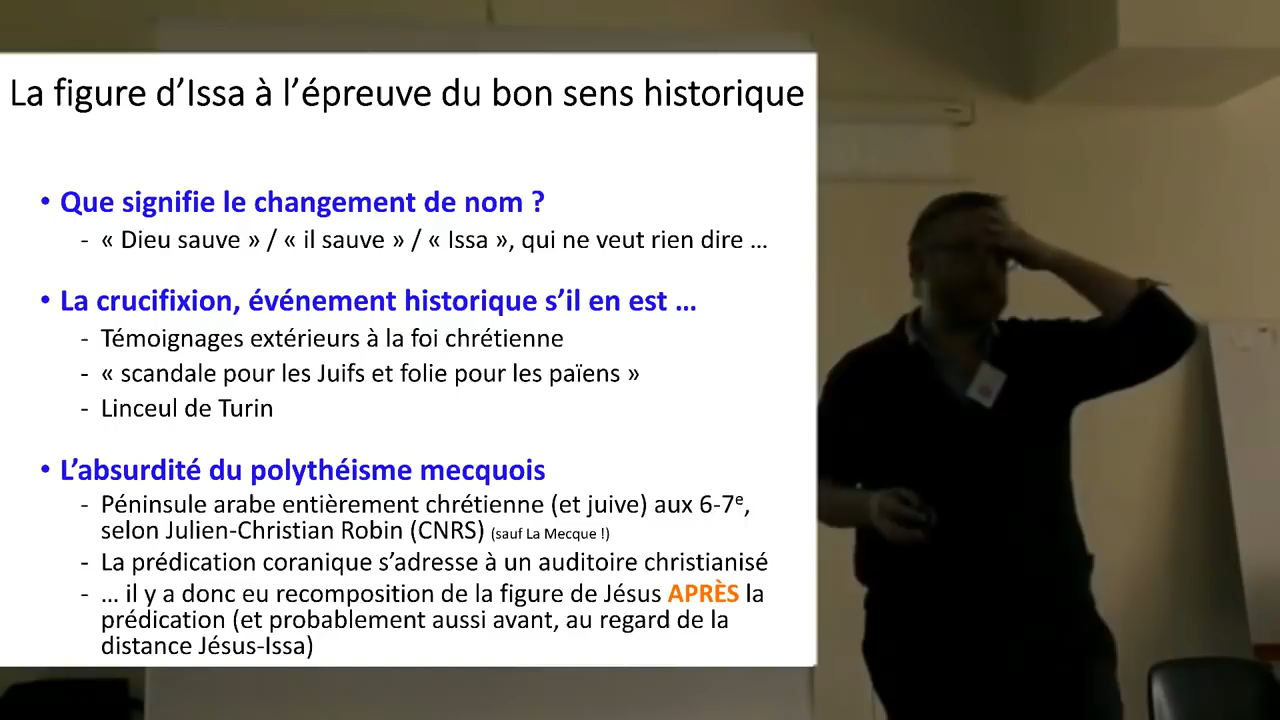 La figure d’Issa à l’épreuve du bon sens historique
• Que signifie le changement de nom ?
- « Dieu sauve » / « il sauve » / « Issa », qui ne veut rien dire …
• La crucifixion, événement historique s’il en est …
- Témoignages extérieurs à la foi chrétienne
- « scandale pour les Juifs et folie pour les païens »
- Linceul de Turin
• L’absurdité du polythéisme mecquois
- Péninsule arabe entièrement chrétienne (et juive) aux 6-7e,
selon Julien-Christian Robin (CNRS) (sauf La Mecque !)
- La prédication coranique s’adresse à un auditoire christianisé
- … il y a donc eu recomposition de la figure de Jésus APRÈS la
prédication (et probablement aussi avant, au regard de la
distance Jésus-Issa)